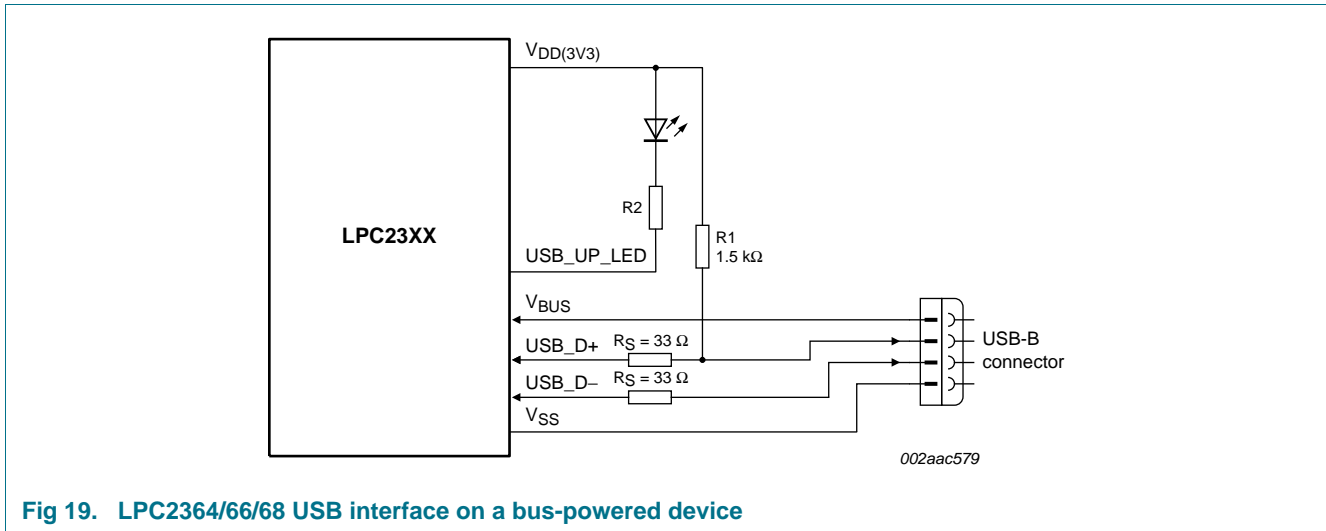 VDD(3V3)
R2
LPC23XX
R1
1.5 kΩ
USB_UP_LED
VBUS
USB_D+ RS = 33 Ω
USB-B
connector
USB_D− RS = 33 Ω
VSS
002aac579
Fig 19. LPC2364/66/68 USB interface on a bus-powered device